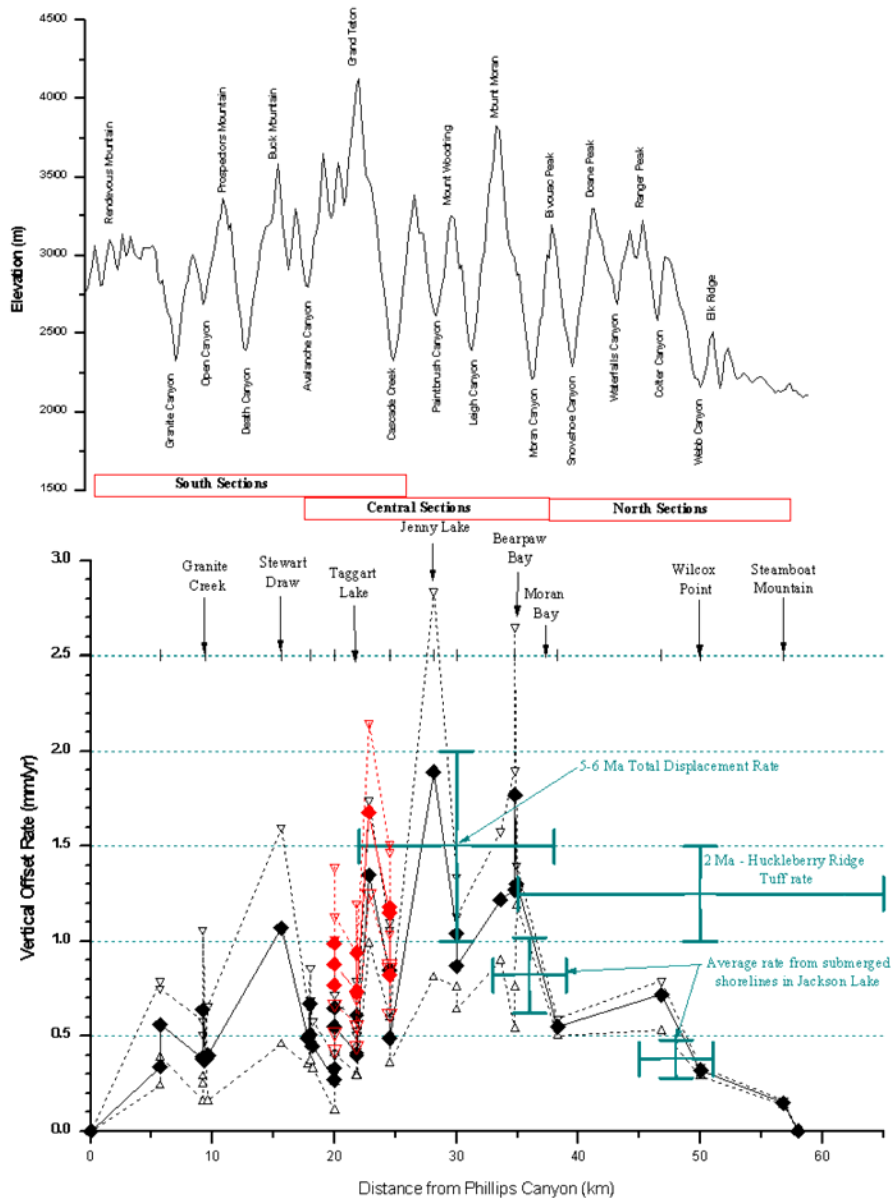 4500
4000
3500
3000
2500
2000
1500
Elevation (m)
Rendevous Mountain
Prospectors Mountain
Buck Mountain
Grand Teton
Mount Woodring
Mount Moran
Bivouac Peak
Doane Peak
Ranger Peak
Elk Ridge
Granite Canyon
Open Canyon
Death Canyon
Avalanche Canyon
Cascade Creek
Paintbrush Canyon
Leigh Canyon
Moran Canyon
Snowshoe Canyon
Waterfalls Canyon
Colter Canyon
Webb Canyon
South Sections
Central Sections
North Sections
Granite
Creek
Stewart
Draw
Taggart
Lake
Jenny Lake
Bearpaw
Bay
Moran
Bay
Wilcox
Point
Steamboat
Mountain
3.0
2.5
2.0
1.5
1.0
0.5
0.0
Vertical Offset Rate (mm/yr)
5-6 Ma Total Displacement Rate
2 Ma - Huckleberry Ridge
Tuff rate
Average rate from submerged
shorelines in Jackson Lake
0
10
20
30
40
50
60
Distance from Phillips Canyon (km)